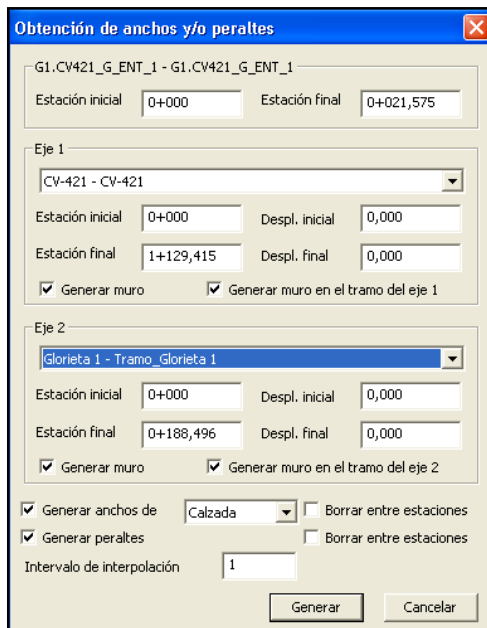 Obtención de anchos y/o peraltes
G1.CV421_G_ENT_1 - G1.CV421_G_ENT_1
Estación inicial 0+000 Estación final 0+021,575
Eje 1
CV-421 - CV-421
Estación inicial 0+000 Despl. inicial 0,000
Estación final 1+129,415 Despl. final 0,000
Generar muro Generar muro en el tramo del eje 1
Eje 2
Glorieta 1 - Tramo_Glorieta 1
Estación inicial 0+000 Despl. inicial 0,000
Estación final 0+188,496 Despl. final 0,000
Generar muro Generar muro en el tramo del eje 2
Generar anchos de Calzada Borrar entre estaciones
Generar peraltes Borrar entre estaciones
Intervalo de interpolación 1
Generar Cancelar